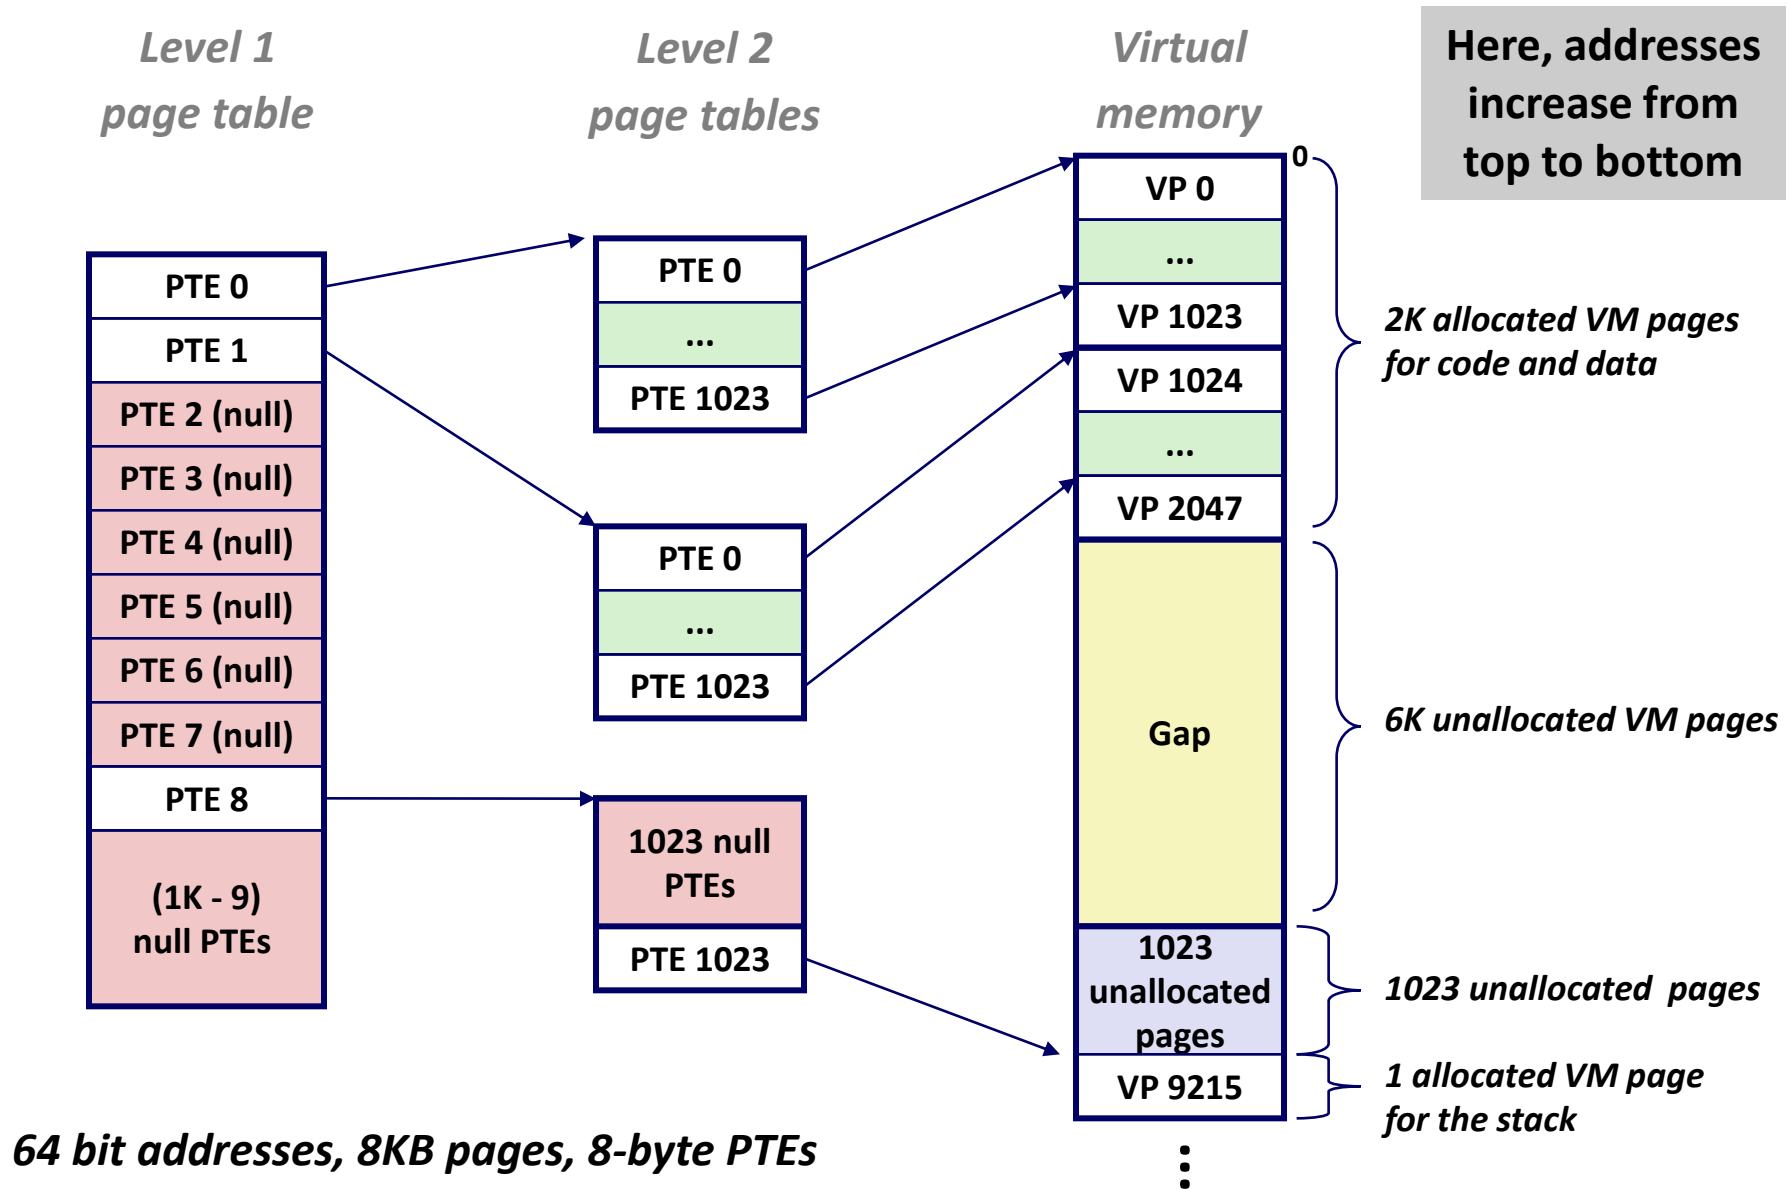 Level 1
page table
Level 2
page tables
Virtual
memory
Here, addresses
increase from
top to bottom
PTE 0
PTE 1
PTE 2 (null)
PTE 3 (null)
PTE 4 (null)
PTE 5 (null)
PTE 6 (null)
PTE 7 (null)
PTE 8
(1K - 9)
null PTEs
PTE 0
...
PTE 1023
PTE 0
...
PTE 1023
1023 null
PTEs
PTE 1023
0
VP 0
...
VP 1023
VP 1024
...
VP 2047
Gap
1023
unallocated
pages
VP 9215
2K allocated VM pages
for code and data
6K unallocated VM pages
1023 unallocated  pages
1 allocated VM page
for the stack
64 bit addresses, 8KB pages, 8-byte PTEs